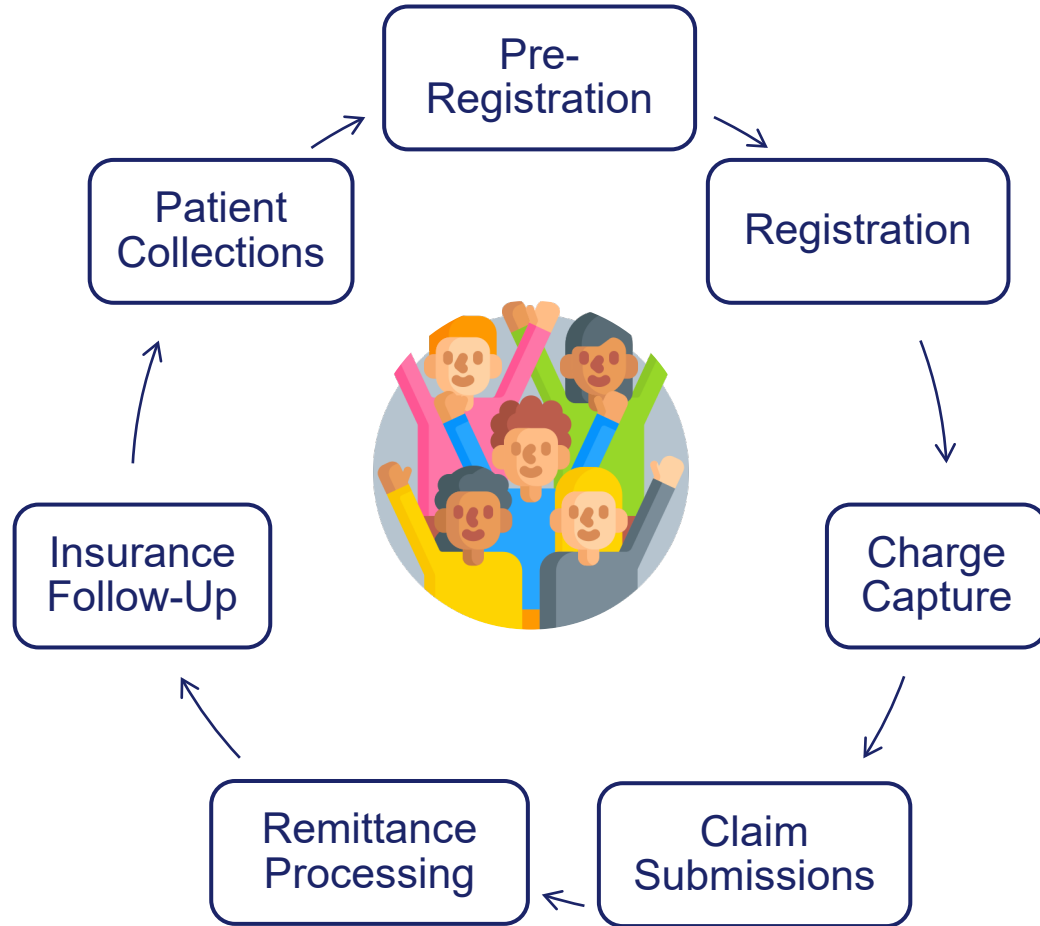 Pre-
Registration
Registration
Charge
Capture
Claim
Submissions
Remittance
Processing
Insurance
Follow-Up
Patient
Collections